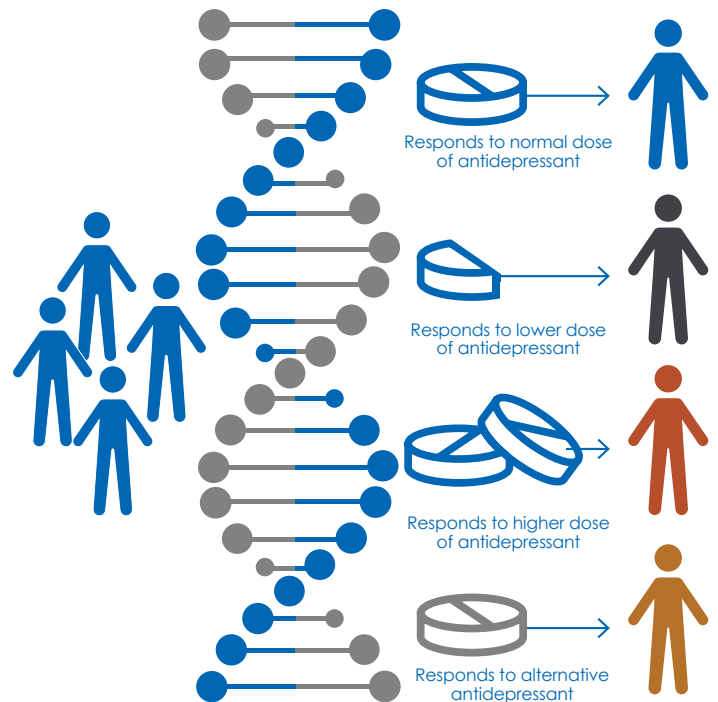 Responds to normal dose
of antidepressant
Responds to lower dose
of antidepressant
Responds to higher dose
of antidepressant
Responds to alternative
antidepressant